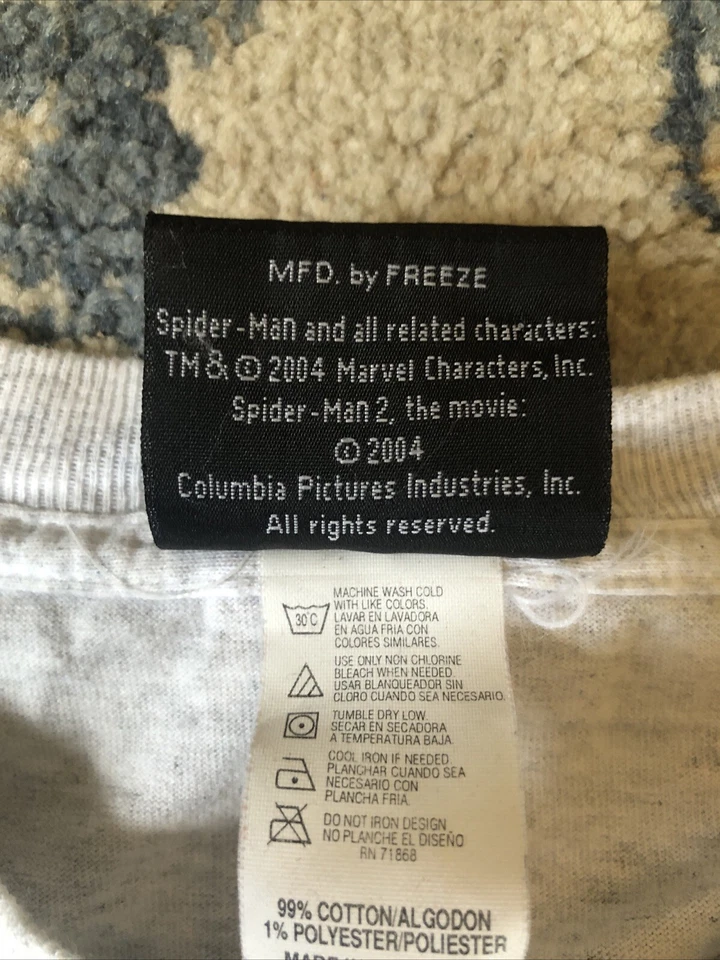 MFD. by FREEZE
Spider-Man and all related characters:
TM & © 2004 Marvel Characters, Inc.
Spider-Man 2, the movie:
© 2004
Columbia Pictures Industries, Inc.
All rights reserved.
30°C
MACHINE WASH COLD
WITH LIKE COLORS.
LAVAR EN LAVADORA
EN AGUA FRIA CON
COLORES SIMILARES.
USE ONLY NON CHLORINE
BLEACH WHEN NEEDED.
USAR BLANQUEADOR SIN
CLORO CUANDO SEA NECESARIO.
TUMBLE DRY LOW.
SECAR EN SECADORA
A TEMPERATURA BAJA.
COOL IRON IF NEEDED.
PLANCHAR CUANDO SEA
NECESARIO CON
PLANCHA FRIA.
DO NOT IRON DESIGN
NO PLANCHE EL DISEÑO
RN 71868
99% COTTON/ALGODON
1% POLYESTER/POLIESTER
MADE